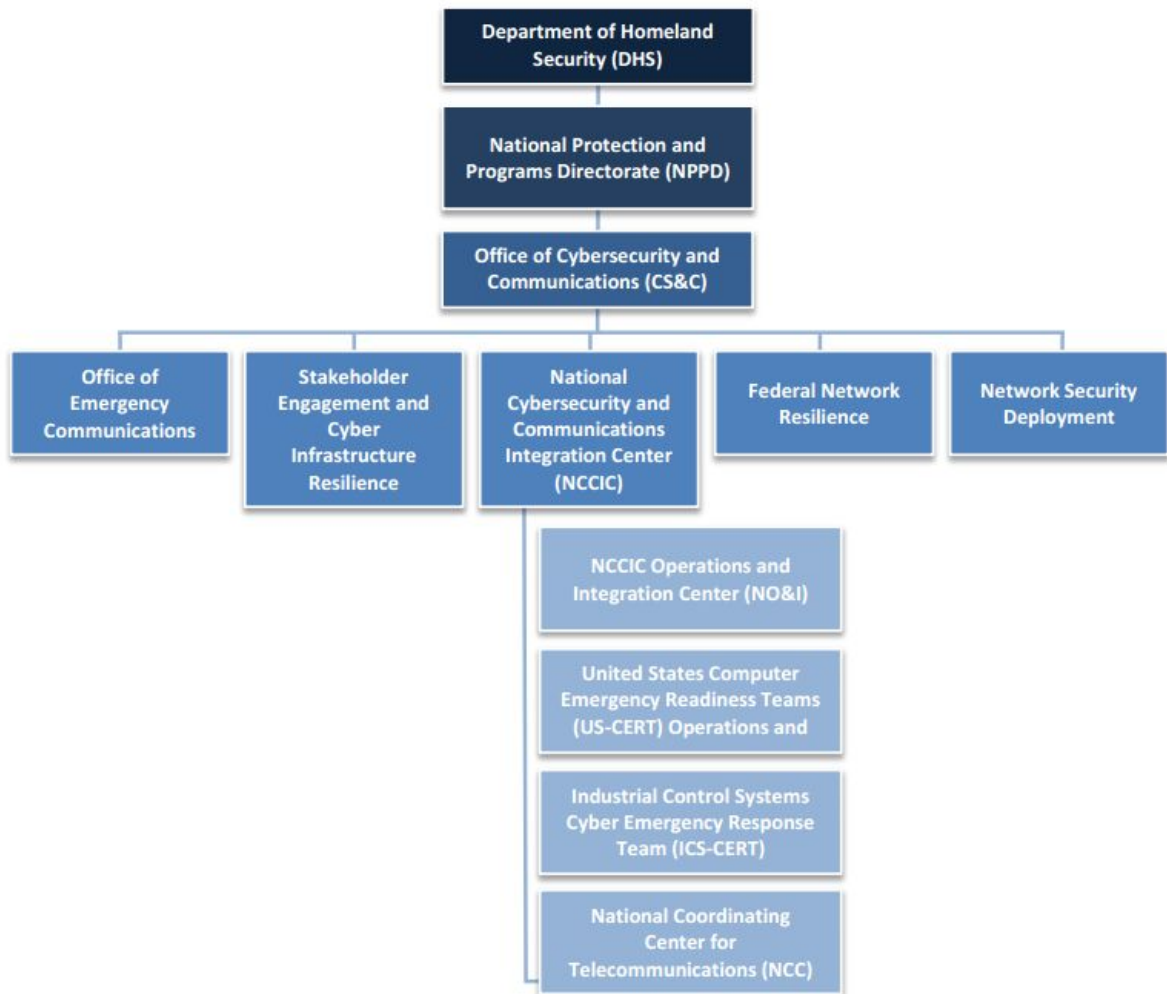 Department of Homeland
Security (DHS)
National Protection and
Programs Directorate (NPPD)
Office of Cybersecurity and
Communications (CS&C)
Office of
Emergency
Communications
Stakeholder
Engagement and
Cyber
Infrastructure
Resilience
National
Cybersecurity and
Communications
Integration Center
(NCCIC)
Federal Network
Resilience
Network Security
Deployment
NCCIC Operations and
Integration Center (NO&I)
United States Computer
Emergency Readiness Teams
(US-CERT) Operations and
Industrial Control Systems
Cyber Emergency Response
Team (ICS-CERT)
National Coordinating
Center for
Telecommunications (NCC)